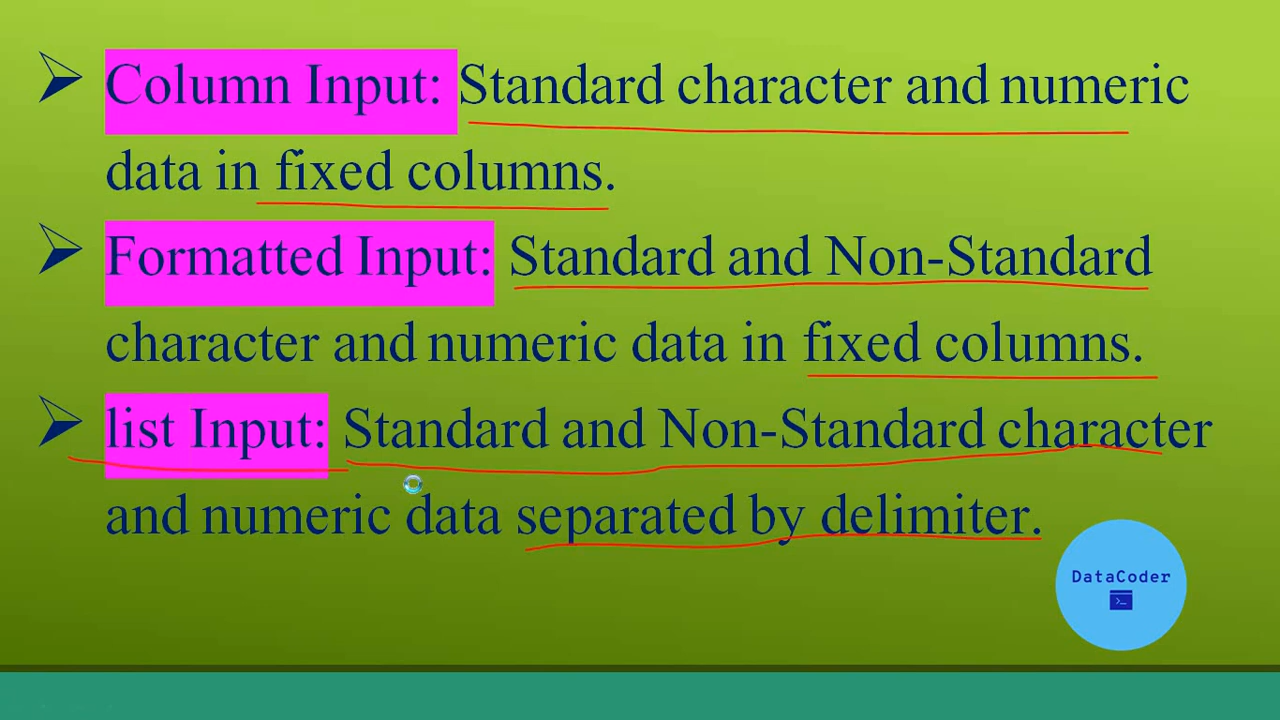 Column Input: Standard character and numeric
data in fixed columns.
Formatted Input: Standard and Non-Standard
character and numeric data in fixed columns.
list Input: Standard and Non-Standard character
and numeric data separated by delimiter.
DataCoder
>_